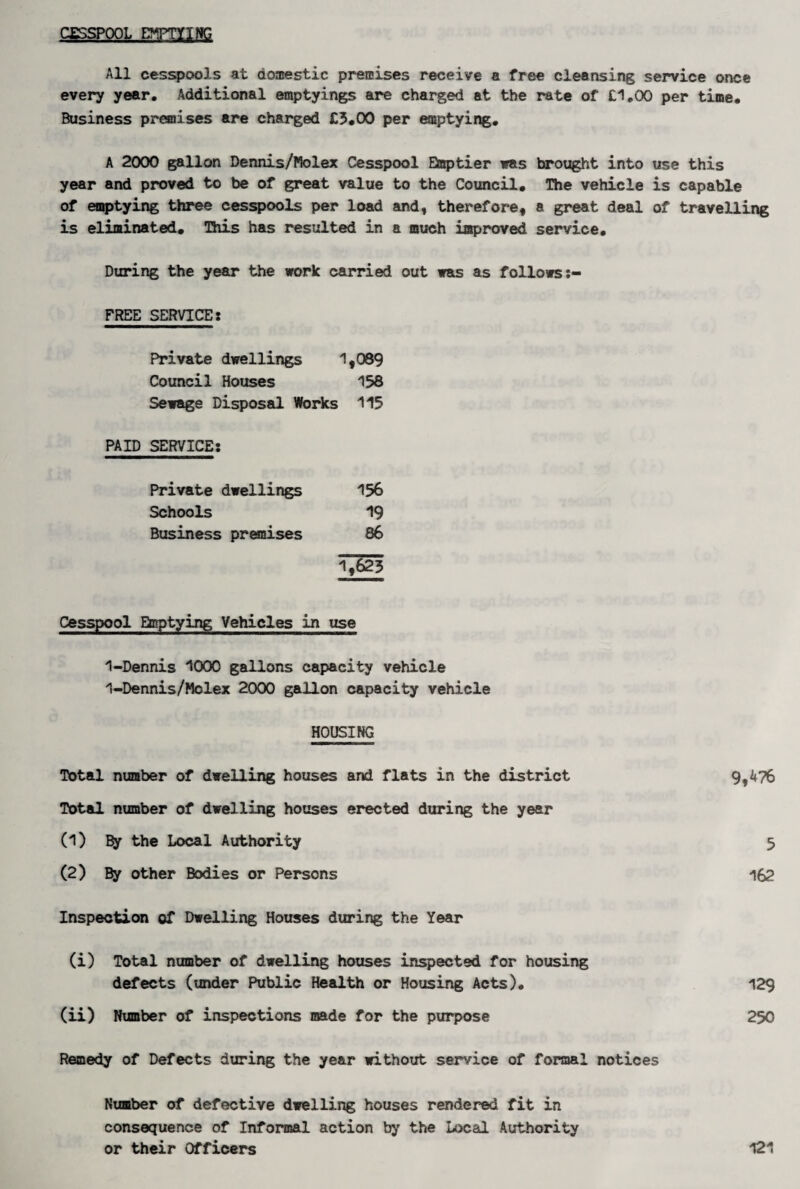 CESSPOOL EMPTYING
All cesspools at domestic premises receive a free cleansing service once
every year. Additional emptyings are charged at the rate of £1.00 per time.
Business premises are charged £3.00 per emptying.
A 2000 gallon Dennis/Molex Cesspool Emptier was brought into use this
year and proved to be of great value to the Council. The vehicle is capable
of emptying three cesspools per load and, therefore, a great deal of travelling
is eliminated. This has resulted in a much improved service.
During the year the work carried out was as follows:-
FREE SERVICE:
Private dwellings 1,089
Council Houses 158
Sewage Disposal Works 115
PAID SERVICE:
Private dwellings 156
Schools 19
Business premises 86
1,623
Cesspool Emptying Vehicles in use
1-Dennis 1000 gallons capacity vehicle
1-Dennis/Molex 2000 gallon capacity vehicle
HOUSING
Total number of dwelling houses and flats in the district 9,476
Total number of dwelling houses erected during the year
(1) By the Local Authority 5
(2) By other Bodies or Persons 162
Inspection of Dwelling Houses during the Year
(i) Total number of dwelling houses inspected for housing
defects (under Public Health or Housing Acts). 129
(ii) Number of inspections made for the purpose 250
Remedy of Defects during the year without service of formal notices
Number of defective dwelling houses rendered fit in
consequence of Informal action by the Local Authority
or their Officers 121